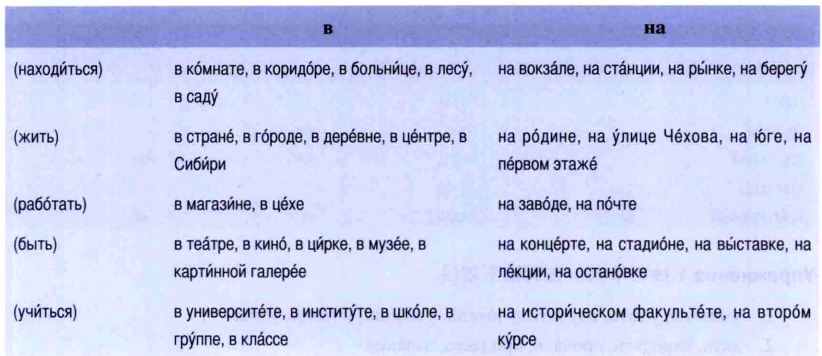 в на
(находи́ться) в ко́мнате, в коридо́ре, в больни́це, в лесу́, на вокза́ле, на ста́нции, на ры́нке, на берегу́
в саду́
(жить) в стране́, в го́роде, в дере́вне, в це́нтре, в на ро́дине, на у́лице Че́хова, на ю́ге, на
Сиби́ри пе́рвом этаже́
(рабо́тать) в магази́не, в це́хе на заво́де, на по́чте
(быть) в теа́тре, в кино́, в ци́рке, в музе́е, в на конце́рте, на стадио́не, на вы́ставке, на
карти́нной галере́е ле́кции, на остано́вке
(учи́ться) в университе́те, в институ́те, в шко́ле, в на истори́ческом факульте́те, на второ́м
гру́ппе, в кла́ссе ку́рсе